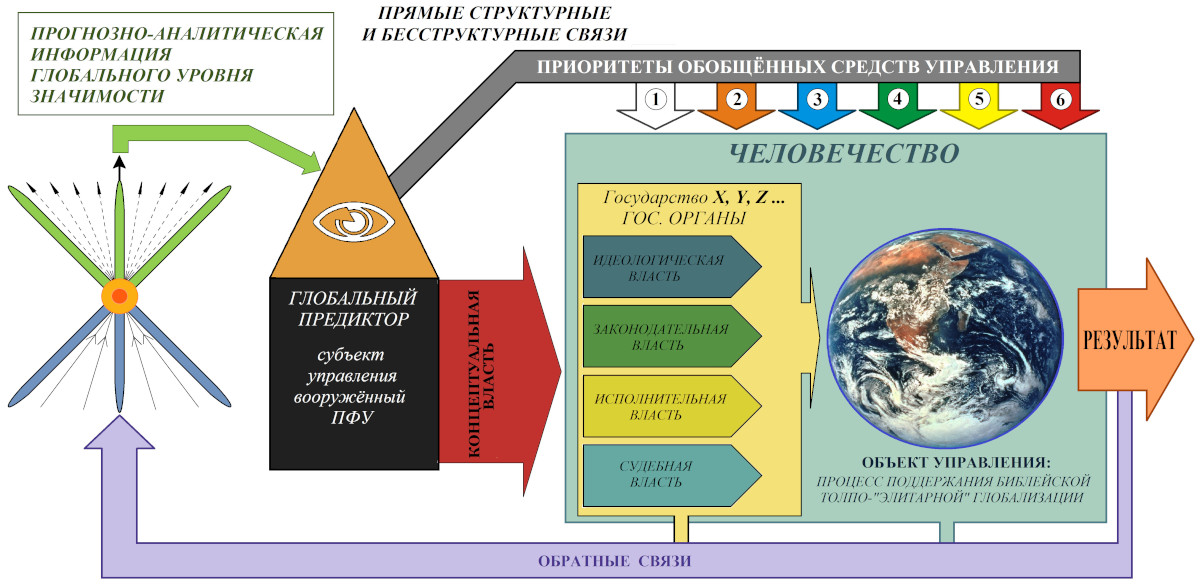 ПРОГНОЗНО-АНАЛИТИЧЕСКАЯ
ИНФОРМАЦИЯ
ГЛОБАЛЬНОГО УРОВНЯ
ЗНАЧИМОСТИ
ПРЯМЫЕ СТРУКТУРНЫЕ
И БЕССТРУКТУРНЫЕ СВЯЗИ
ПРИОРИТЕТЫ ОБОБЩЁННЫХ СРЕДСТВ УПРАВЛЕНИЯ
1 2 3 4 5 6
ЧЕЛОВЕЧЕСТВО
Государство X, Y, Z ...
ГОС. ОРГАНЫ
ИДЕОЛОГИЧЕСКАЯ
ВЛАСТЬ
ЗАКОНОДАТЕЛЬНАЯ
ВЛАСТЬ
ИСПОЛНИТЕЛЬНАЯ
ВЛАСТЬ
СУДЕБНАЯ
ВЛАСТЬ
ГЛОБАЛЬНЫЙ
ПРЕДИКТОР
субъект
управления
вооружённый
ПФУ
КОНЦЕПТУАЛЬНАЯ
ВЛАСТЬ
РЕЗУЛЬТАТ
ОБЪЕКТ УПРАВЛЕНИЯ:
ПРОЦЕСС ПОДДЕРЖАНИЯ БИБЛЕЙСКОЙ
ТОЛПО-"ЭЛИТАРНОЙ" ГЛОБАЛИЗАЦИИ
ОБРАТНЫЕ СВЯЗИ